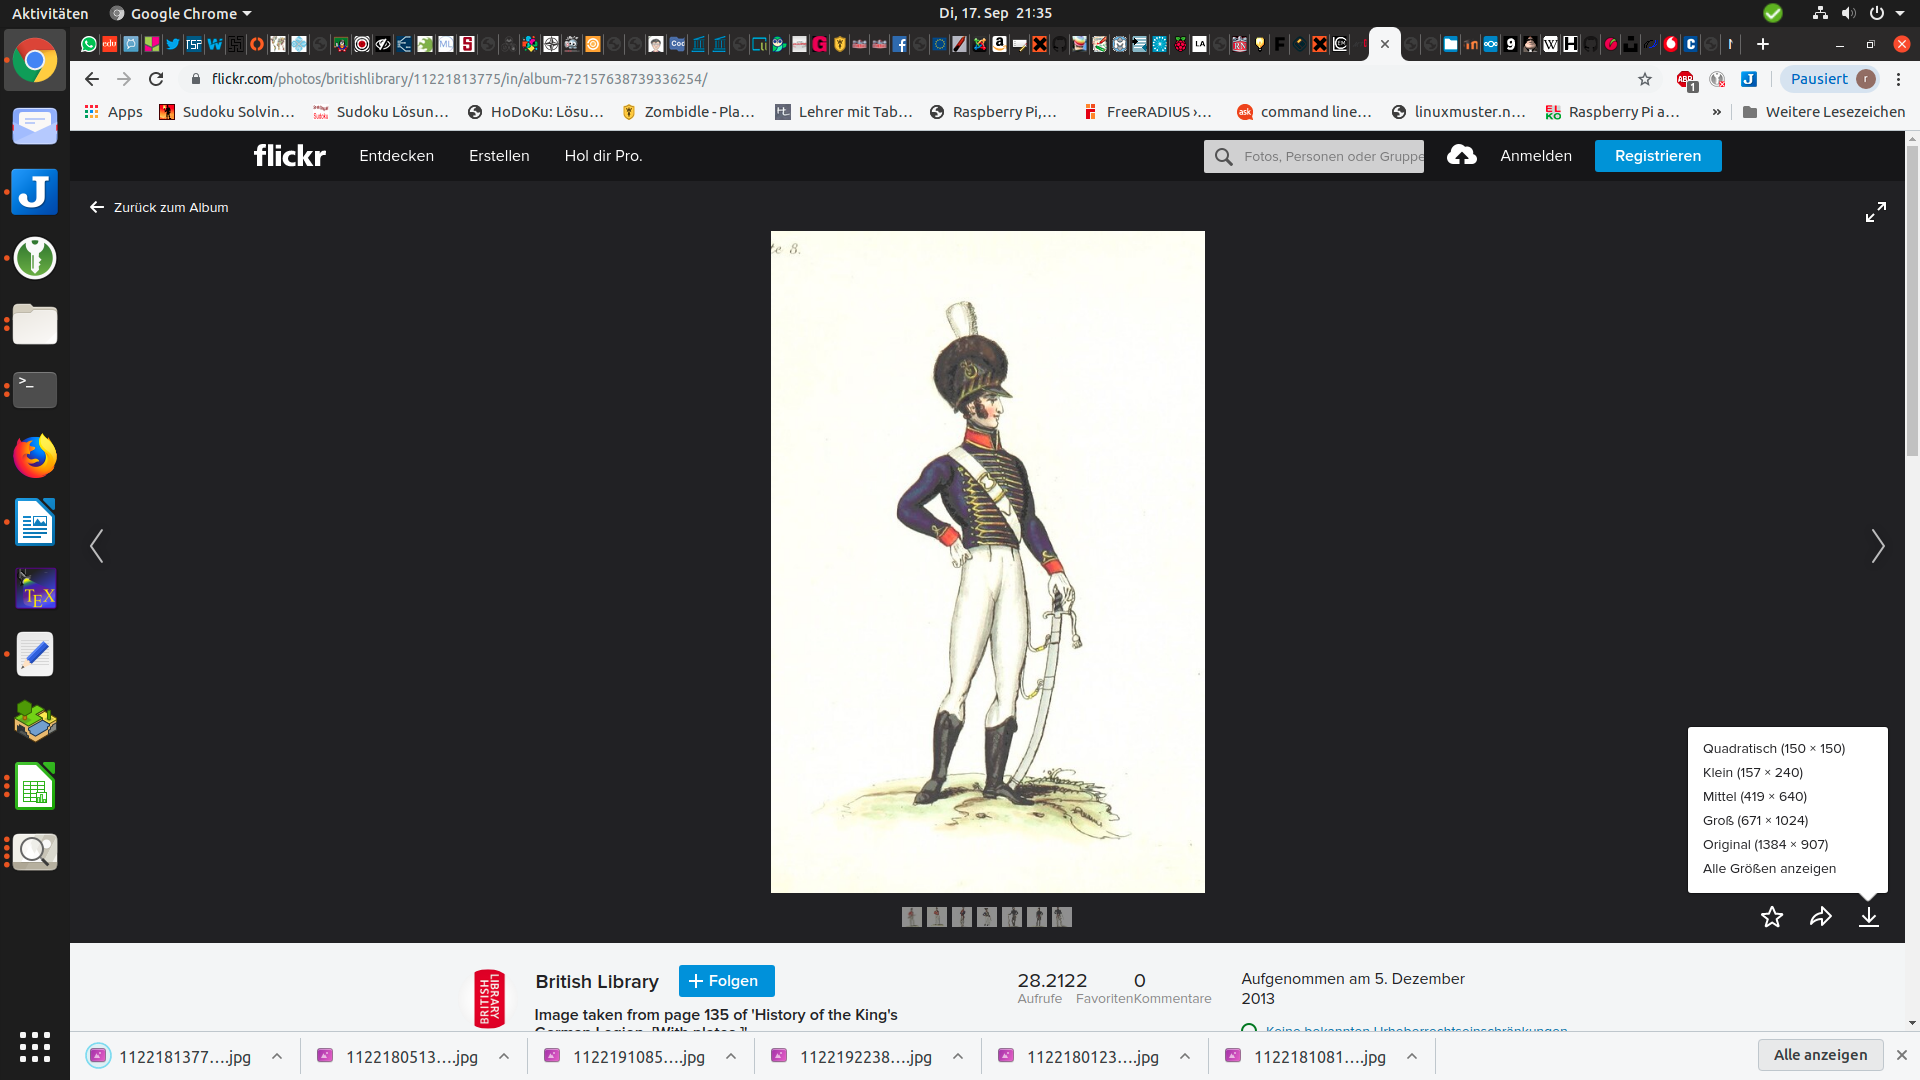 Aktivitäten
Google Chrome
Di, 17. Sep 21:35
flickr.com/photos/britishlibrary/11221813775/in/album-72157638739336254/
Pausiert
r
1
Apps
Sudoku Solvin…
Sudoku Lösun…
HoDoKu: Lösu…
Zombidle - Pla…
Lehrer mit Tab…
Raspberry Pi,…
FreeRADIUS ›…
command line…
linuxmuster.n…
Raspberry Pi a…
»
Weitere Lesezeichen
flickr
Entdecken
Erstellen
Hol dir Pro.
Fotos, Personen oder Gruppe
Anmelden
Registrieren
Zurück zum Album
te 8.
Quadratisch (150 × 150)
Klein (157 × 240)
Mittel (419 × 640)
Groß (671 × 1024)
Original (1384 × 907)
Alle Größen anzeigen
BRITISH LIBRARY
British Library
Folgen
Image taken from page 135 of 'History of the King's
German Legion. [With plates.]'
28.2122
0
Aufrufe
Favoriten
Kommentare
Aufgenommen am 5. Dezember
2013
Keine bekannten Urheberrechtseinschränkungen
1122181377….jpg
1122180513….jpg
1122191085….jpg
1122192238….jpg
1122180123….jpg
1122181081….jpg
Alle anzeigen